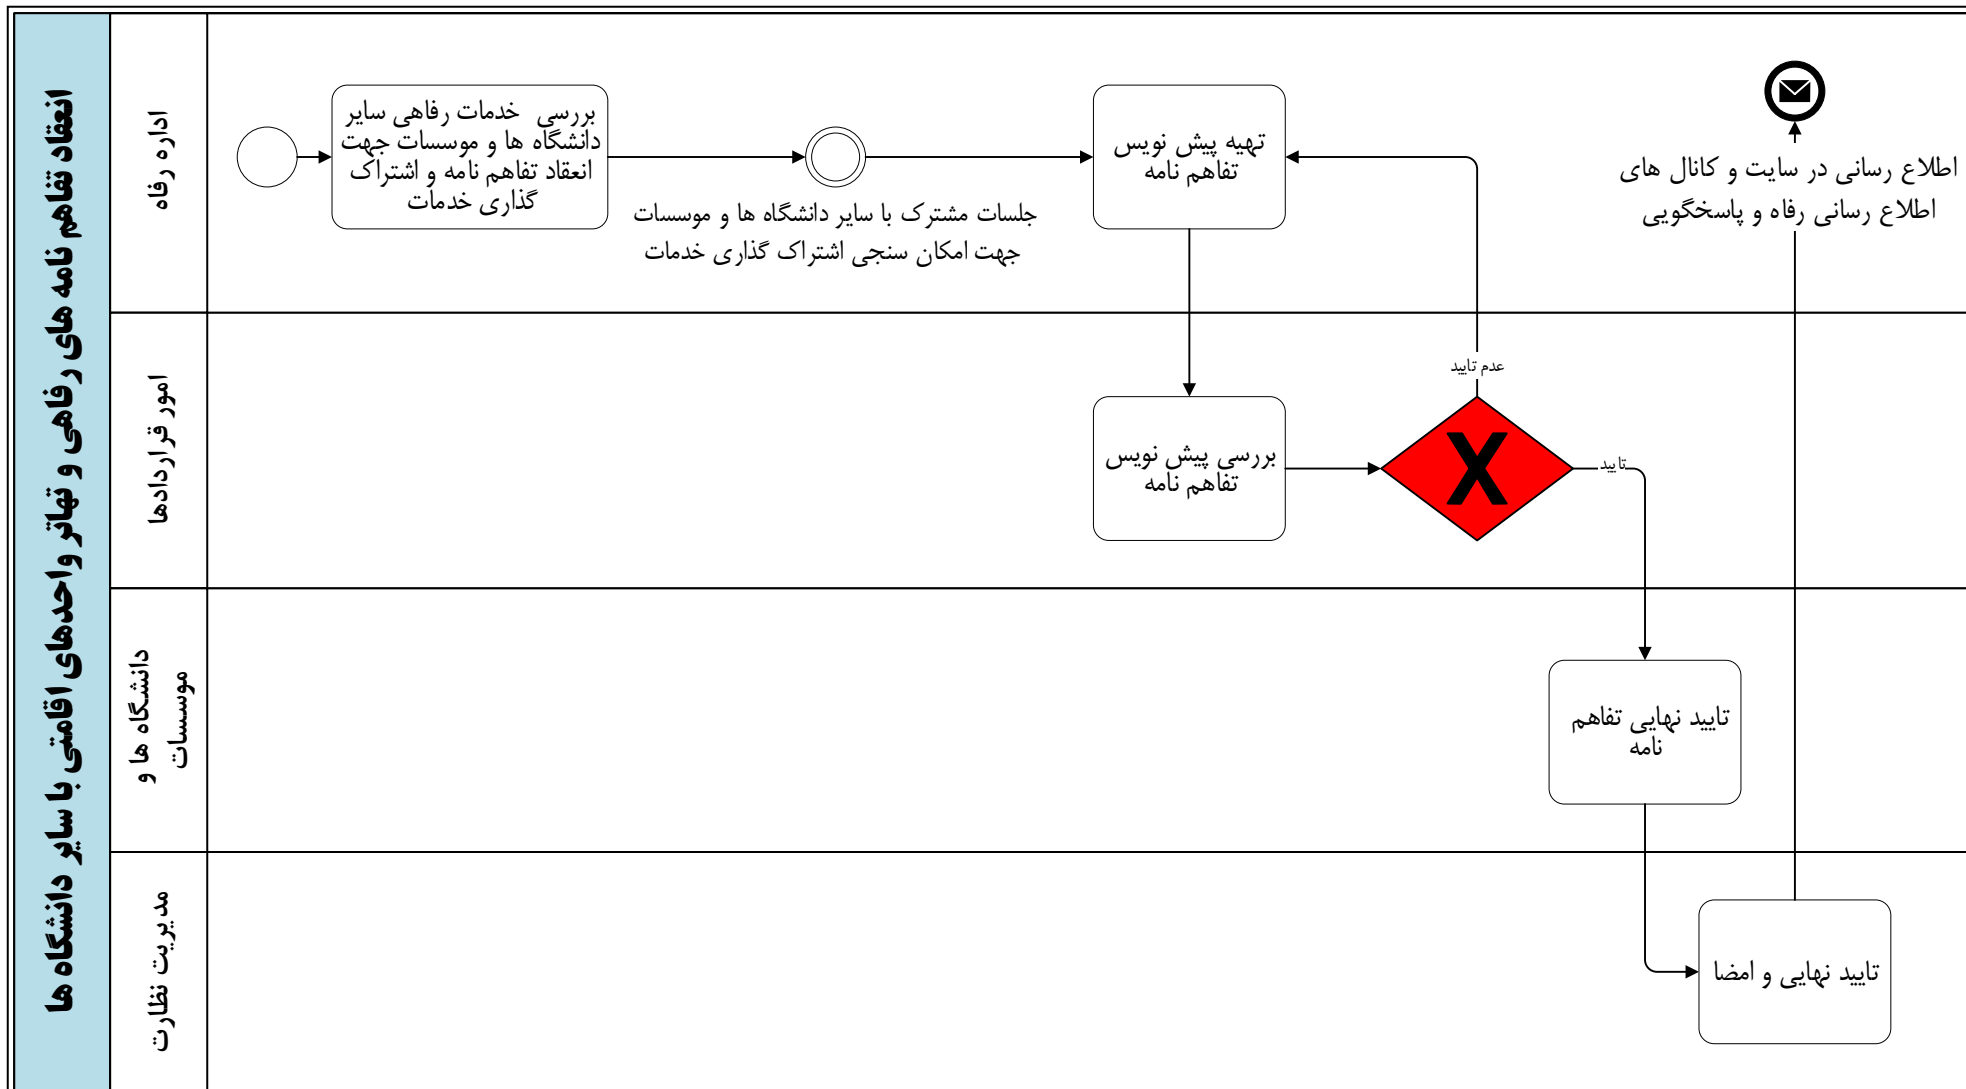 انعقاد تفاهم نامه های رفاهی و تهاتر واحدهای اقامتی با سایر دانشگاه ها
اداره رفاه
بررسی خدمات رفاهی سایر
دانشگاه ها و موسسات جهت
انعقاد تفاهم نامه و اشتراک
گذاری خدمات
جلسات مشترک با سایر دانشگاه ها و موسسات
جهت امکان سنجی اشتراک گذاری خدمات
تهیه پیش نویس
تفاهم نامه
اطلاع رسانی در سایت و کانال های
اطلاع رسانی رفاه و پاسخگویی
امور قراردادها
بررسی پیش نویس
تفاهم نامه
عدم تایید
X
تایید
دانشگاه ها و
موسسات
تایید نهایی تفاهم
نامه
مدیریت نظارت
تایید نهایی و امضا